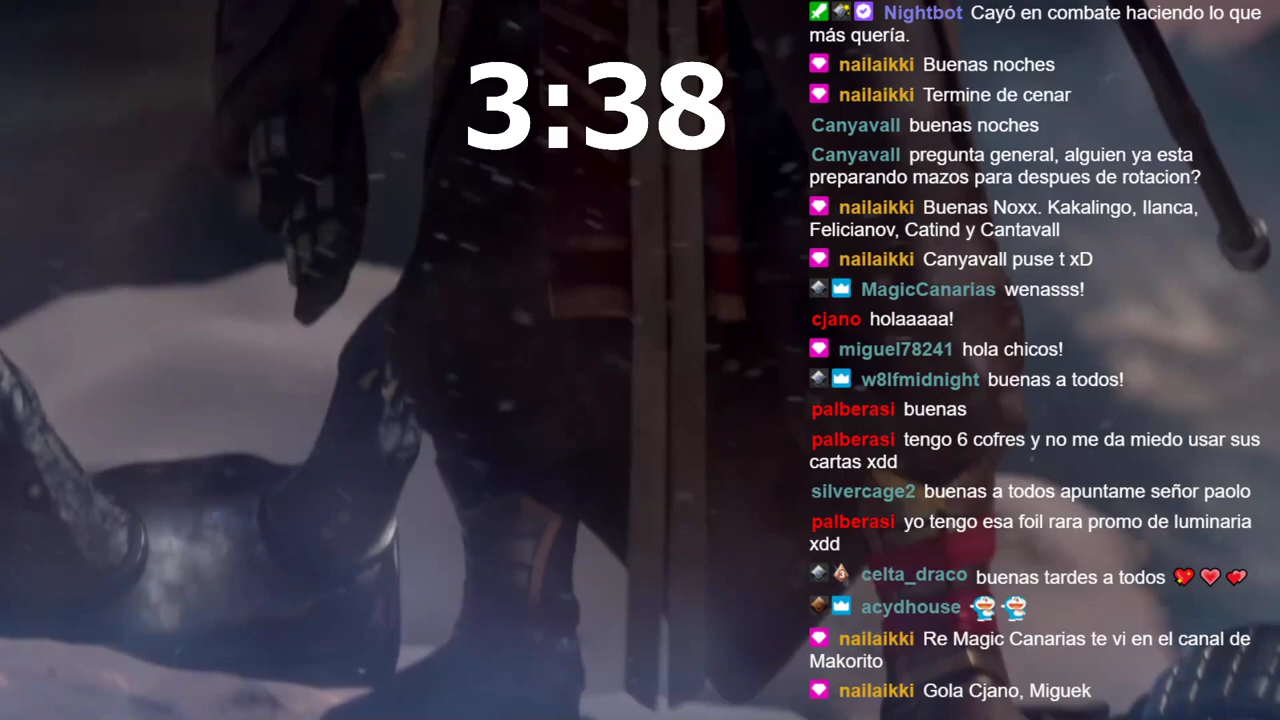 3:38
Nightbot Cayó en combate haciendo lo que
más quería.
nailaikki Buenas noches
nailaikki Termine de cenar
Canyavall buenas noches
Canyavall pregunta general, alguien ya esta
preparando mazos para despues de rotacion?
nailaikki Buenas Noxx. Kakalingo, Ilanca,
Felicianov, Catind y Cantavall
nailaikki Canyavall puse t xD
MagicCanarias wenasss!
cjano holaaaaa!
miguel78241 hola chicos!
w8lfmidnight buenas a todos!
palberasi buenas
palberasi tengo 6 cofres y no me da miedo usar sus
cartas xdd
silvercage2 buenas a todos apuntame señor paolo
palberasi yo tengo esa foil rara promo de luminaria
xdd
celta_draco buenas tardes a todos 💖 ❤️ 💕
acydhouse
nailaikki Re Magic Canarias te vi en el canal de
Makorito
nailaikki Gola Cjano, Miguek